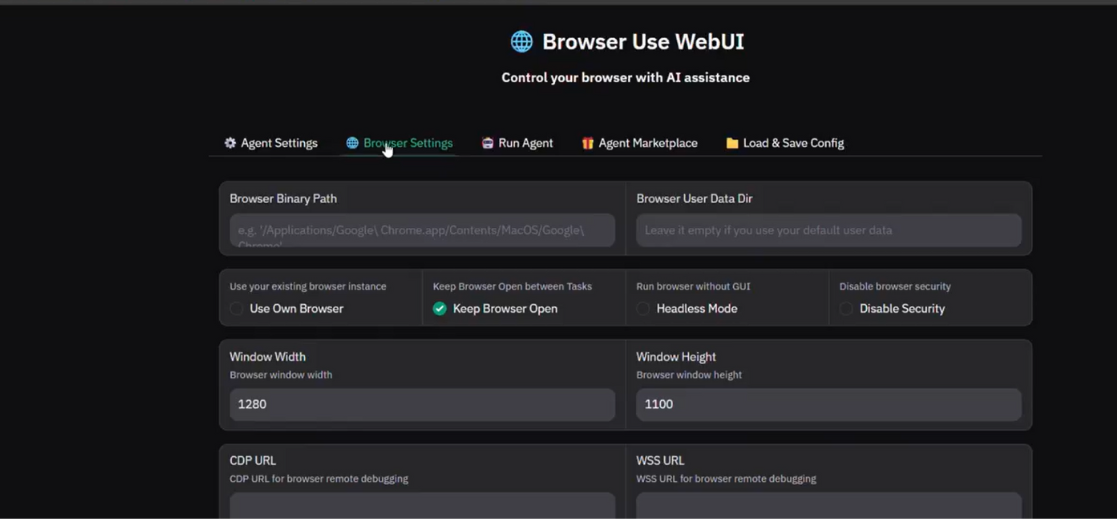 Browser Use WebUI
Control your browser with AI assistance
Agent Settings Browser Settings Run Agent Agent Marketplace Load & Save Config
Browser Binary Path
e.g. '/Applications/Google\ Chrome.app/Contents/MacOS/Google\
Chrome'
Browser User Data Dir
Leave it empty if you use your default user data
Use your existing browser instance
Use Own Browser
Keep Browser Open between Tasks
Keep Browser Open
Run browser without GUI
Headless Mode
Disable browser security
Disable Security
Window Width
Browser window width
1280
Window Height
Browser window height
1100
CDP URL
CDP URL for browser remote debugging
WSS URL
WSS URL for browser remote debugging